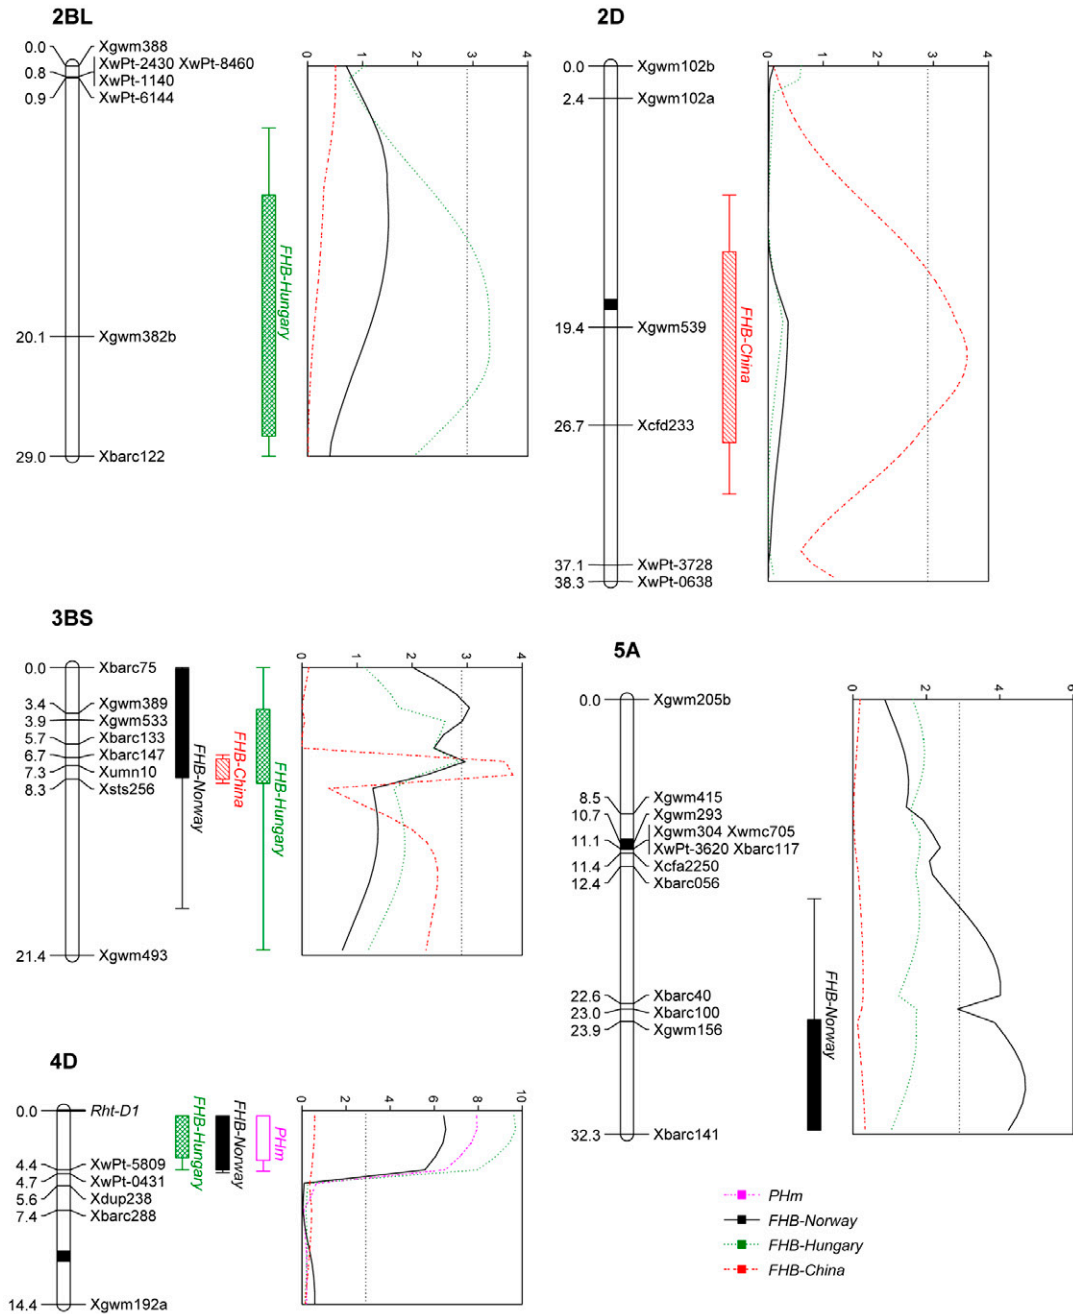 2BL
0.0 Xgwm388
XwPt-2430 XwPt-8460
0.8 XwPt-1140
0.9 XwPt-6144
20.1 Xgwm382b
29.0 Xbarc122
FHB-Hungary
0 1 2 3 4
2D
0.0 Xgwm102b
2.4 Xgwm102a
19.4 Xgwm539
26.7 Xcfd233
37.1 XwPt-3728
38.3 XwPt-0638
FHB-China
0 1 2 3 4
3BS
0.0 Xbarc75
3.4 Xgwm389
3.9 Xgwm533
5.7 Xbarc133
6.7 Xbarc147
7.3 Xumn10
8.3 Xsts256
21.4 Xgwm493
FHB-Norway
FHB-China
FHB-Hungary
0 1 2 3 4
5A
0.0 Xgwm205b
8.5 Xgwm415
10.7 Xgwm293
Xgwm304 Xwmc705
11.1 XwPt-3620 Xbarc117
11.4 Xcfa2250
12.4 Xbarc056
22.6 Xbarc40
23.0 Xbarc100
23.9 Xgwm156
32.3 Xbarc141
FHB-Norway
0 2 4 6
4D
0.0 Rht-D1
4.4 XwPt-5809
4.7 XwPt-0431
5.6 Xdup238
7.4 Xbarc288
14.4 Xgwm192a
FHB-Hungary
FHB-Norway
PHm
0 2 4 6 8 10
PHm
FHB-Norway
FHB-Hungary
FHB-China